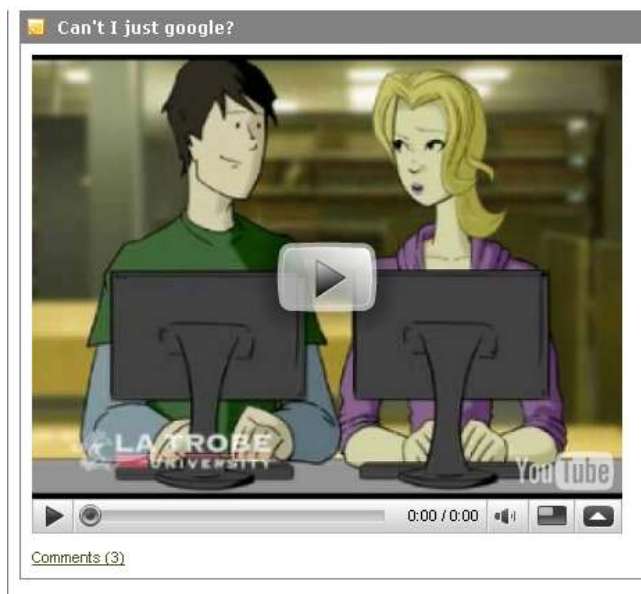 Can't I just google?
LA TROBE
UNIVERSITY
YouTube
0:00 / 0:00
Comments (3)